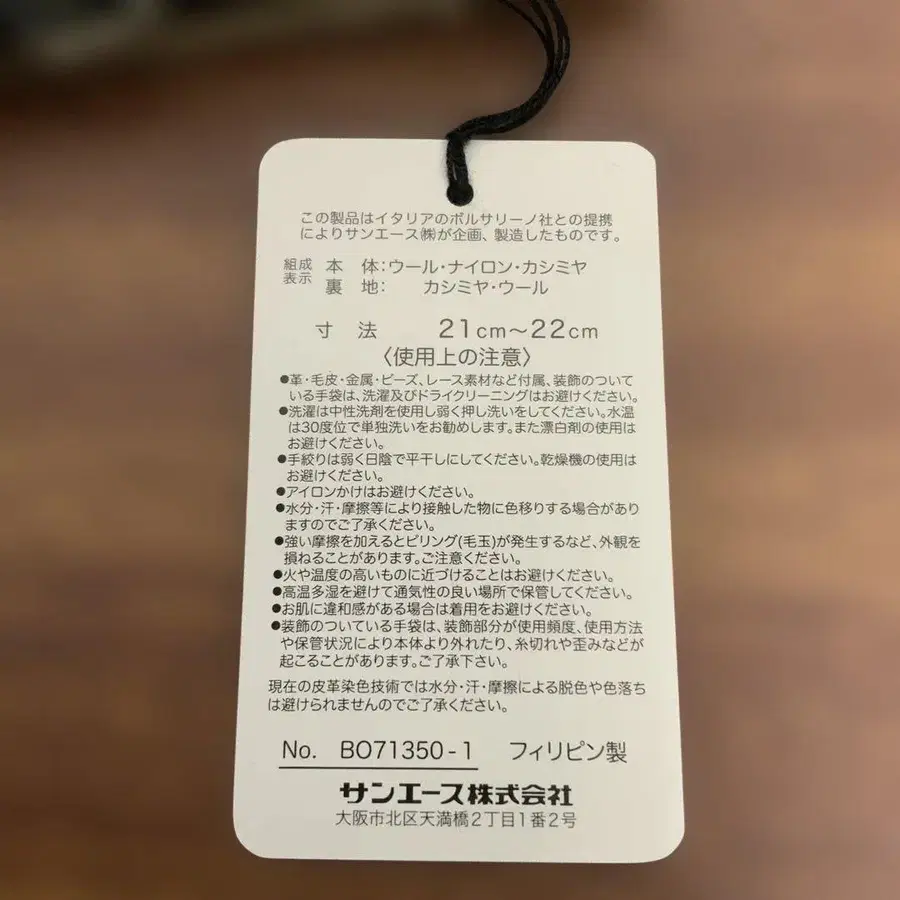 この製品はイタリアのボルサリーノ社との提携
によりサンエース㈱が企画、製造したものです。
組成表示 本 体：ウール・ナイロン・カシミヤ
裏 地： カシミヤ・ウール
寸 法 21cm～22cm
〈使用上の注意〉
●革・毛皮・金属・ビーズ、レース素材など付属、装飾のついて
いる手袋は、洗濯及びドライクリーニングはお避けください。
●洗濯は中性洗剤を使用し弱く押し洗いをしてください。水温
は30度位で単独洗いをお勧めします。また漂白剤の使用は
お避けください。
●手絞りは弱く日陰で平干しにしてください。乾燥機の使用は
お避けください。
●アイロンかけはお避けください。
●水分・汗・摩擦等により接触した物に色移りする場合があり
ますのでご了承ください。
●強い摩擦を加えるとピリング(毛玉)が発生するなど、外観を
損ねることがあります。ご注意ください。
●火や温度の高いものに近づけることはお避けください。
●高温多湿を避けて通気性の良い場所で保管してください。
●お肌に違和感がある場合は着用をお避けください。
●装飾のついている手袋は、装飾部分が使用頻度、使用方法
や保管状況により本体より外れたり、糸切れや歪みなどが
起こることがあります。ご了承下さい。
現在の皮革染色技術では水分・汗・摩擦による脱色や色落ち
は避けられませんのでご了承ください。
No. BO71350-1 フィリピン製
サンエース株式会社
大阪市北区天満橋2丁目1番2号